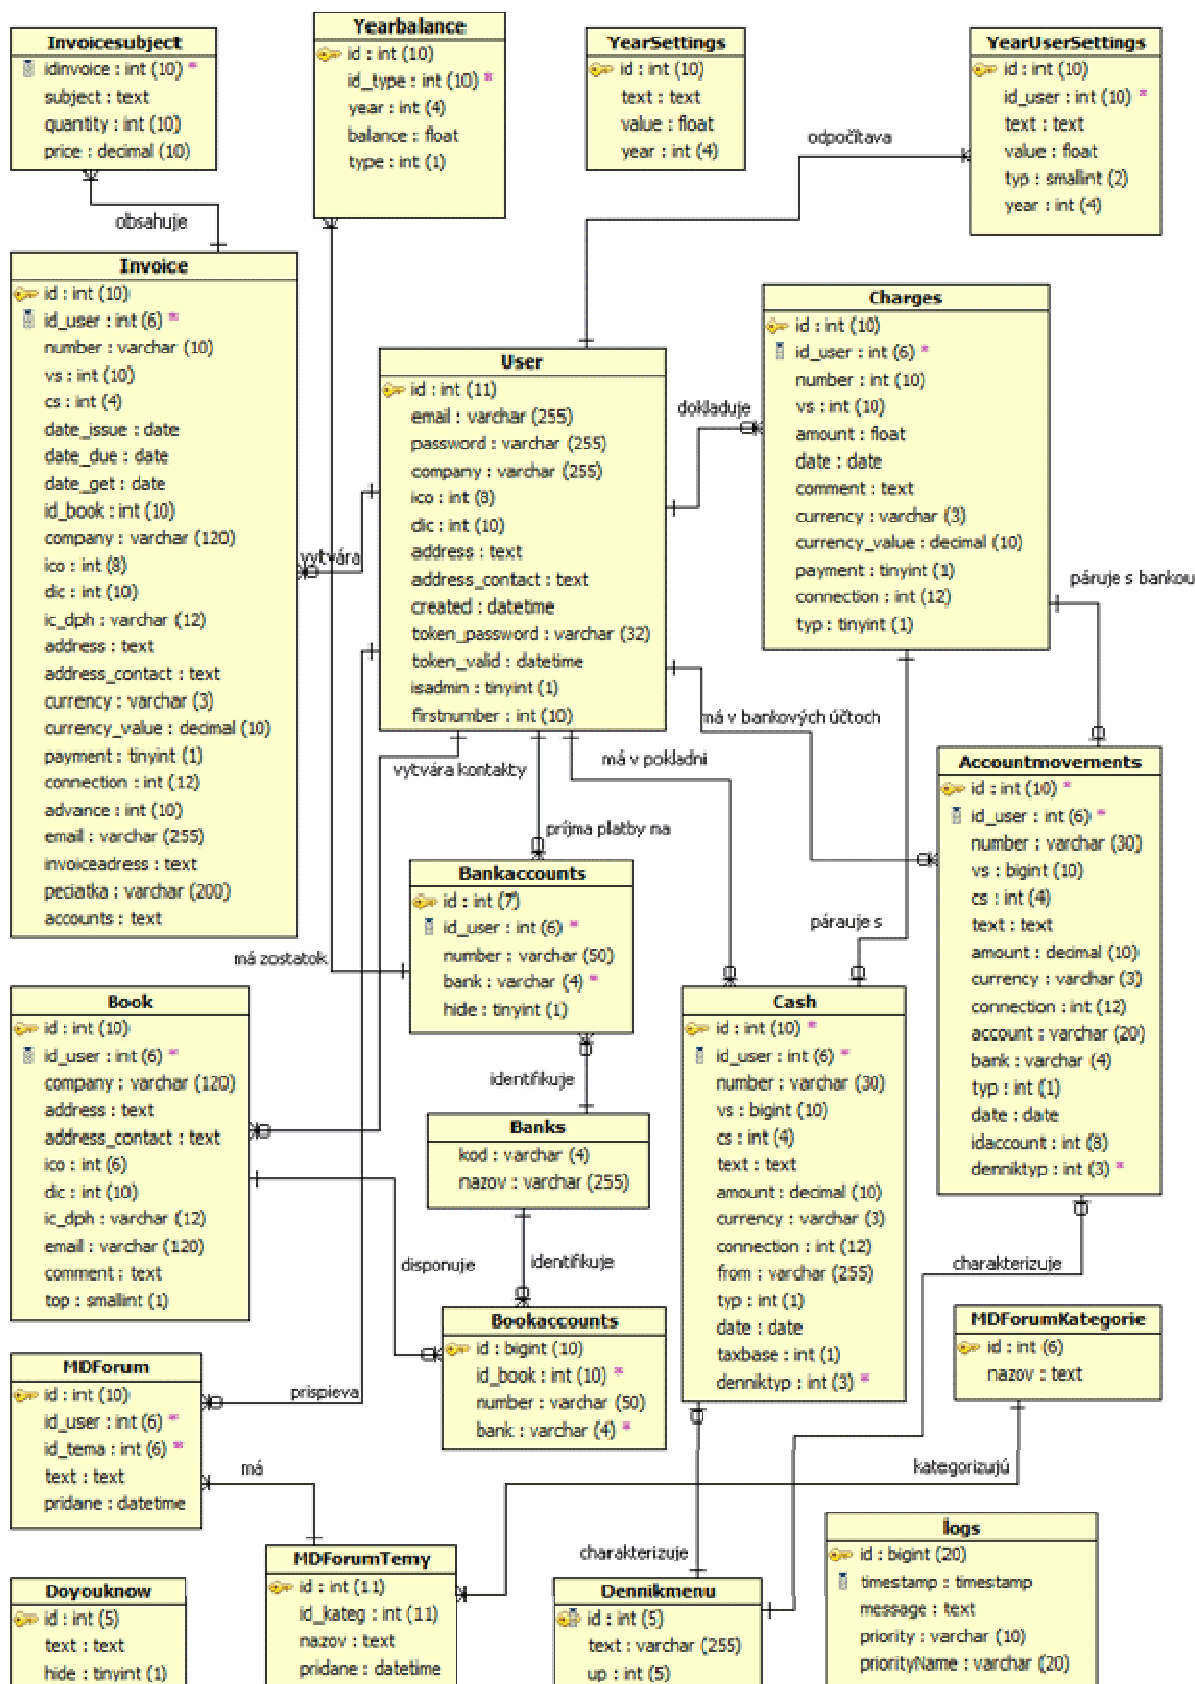 Invoicesubject
idinvoice : int (10) *
subject : text
quantity : int (10)
price : decimal (10)
Yearbalance
id : int (10)
id_type : int (10) *
year : int (4)
balance : float
type : int (1)
YearSettings
id : int (10)
text : text
value : float
year : int (4)
YearUserSettings
id : int (10)
id_user : int (10) *
text : text
value : float
typ : smallint (2)
year : int (4)
odpočítava
obsahuje
Invoice
id : int (10)
id_user : int (6) *
number : varchar (10)
vs : int (10)
cs : int (4)
date_issue : date
date_due : date
date_get : date
id_book : int (10)
company : varchar (120)
ico : int (8)
dic : int (10)
ic_dph : varchar (12)
address : text
address_contact : text
currency : varchar (3)
currency_value : decimal (10)
payment : tinyint (1)
connection : int (12)
advance : int (10)
email : varchar (255)
invoiceadress : text
peciatka : varchar (200)
accounts : text
vytvára
User
id : int (11)
email : varchar (255)
password : varchar (255)
company : varchar (255)
ico : int (8)
dic : int (10)
address : text
address_contact : text
created : datetime
token_password : varchar (32)
token_valid : datetime
isadmin : tinyint (1)
firstnumber : int (10)
dokladuje
Charges
id : int (10)
id_user : int (6) *
number : int (10)
vs : int (10)
amount : float
date : date
comment : text
currency : varchar (3)
currency_value : decimal (10)
payment : tinyint (1)
connection : int (12)
typ : tinyint (1)
páruje s bankou
má v bankových účtoch
vytvára kontakty
má v pokladni
príjma platby na
Accountmovements
id : int (10) *
id_user : int (6) *
number : varchar (30)
vs : bigint (10)
cs : int (4)
text : text
amount : decimal (10)
currency : varchar (3)
connection : int (12)
account : varchar (20)
bank : varchar (4)
typ : int (1)
date : date
idaccount : int (8)
denniktyp : int (3) *
Bankaccounts
id : int (7)
id_user : int (6) *
number : varchar (50)
bank : varchar (4) *
hide : tinyint (1)
párauje s
má zostatok
Book
id : int (10)
id_user : int (6) *
company : varchar (120)
address : text
address_contact : text
ico : int (6)
dic : int (10)
ic_dph : varchar (12)
email : varchar (120)
comment : text
top : smallint (1)
identifikuje
Banks
kod : varchar (4)
nazov : varchar (255)
Cash
id : int (10) *
id_user : int (6) *
number : varchar (30)
vs : bigint (10)
cs : int (4)
text : text
amount : decimal (10)
currency : varchar (3)
connection : int (12)
from : varchar (255)
typ : int (1)
date : date
taxbase : int (1)
denniktyp : int (3) *
disponuje
identifikuje
charakterizuje
Bookaccounts
id : bigint (10)
id_book : int (10) *
number : varchar (50)
bank : varchar (4) *
MDForumKategorie
id : int (6)
nazov : text
MDForum
id : int (10)
id_user : int (6) *
id_tema : int (6) *
text : text
pridane : datetime
prispieva
má
kategorizujú
charakterizuje
MDForumTemy
id : int (11)
id_kateg : int (11)
nazov : text
pridane : datetime
Doyouknow
id : int (5)
text : text
hide : tinyint (1)
Dennikmenu
id : int (5)
text : varchar (255)
up : int (5)
logs
id : bigint (20)
timestamp : timestamp
message : text
priority : varchar (10)
priorityName : varchar (20)